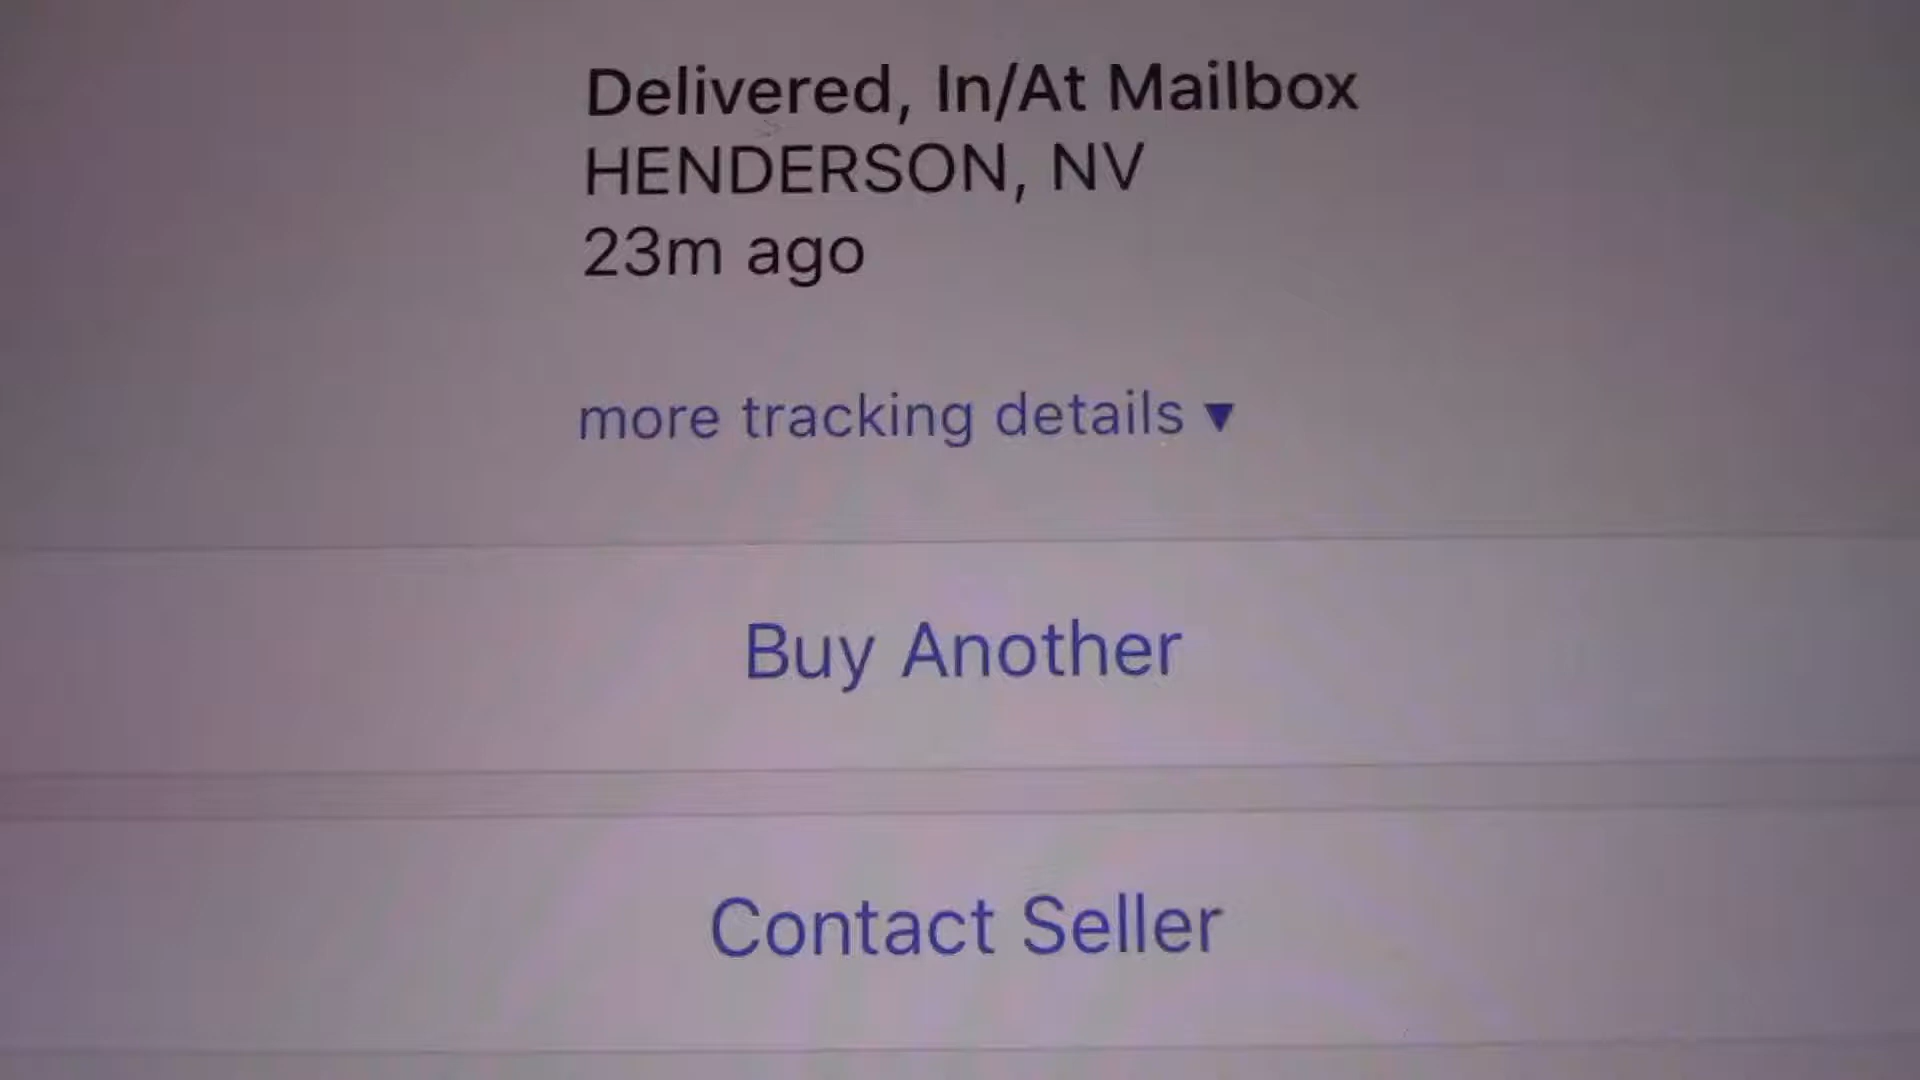 Delivered, In/At Mailbox
HENDERSON, NV
23m ago
more tracking details ▼
Buy Another
Contact Seller